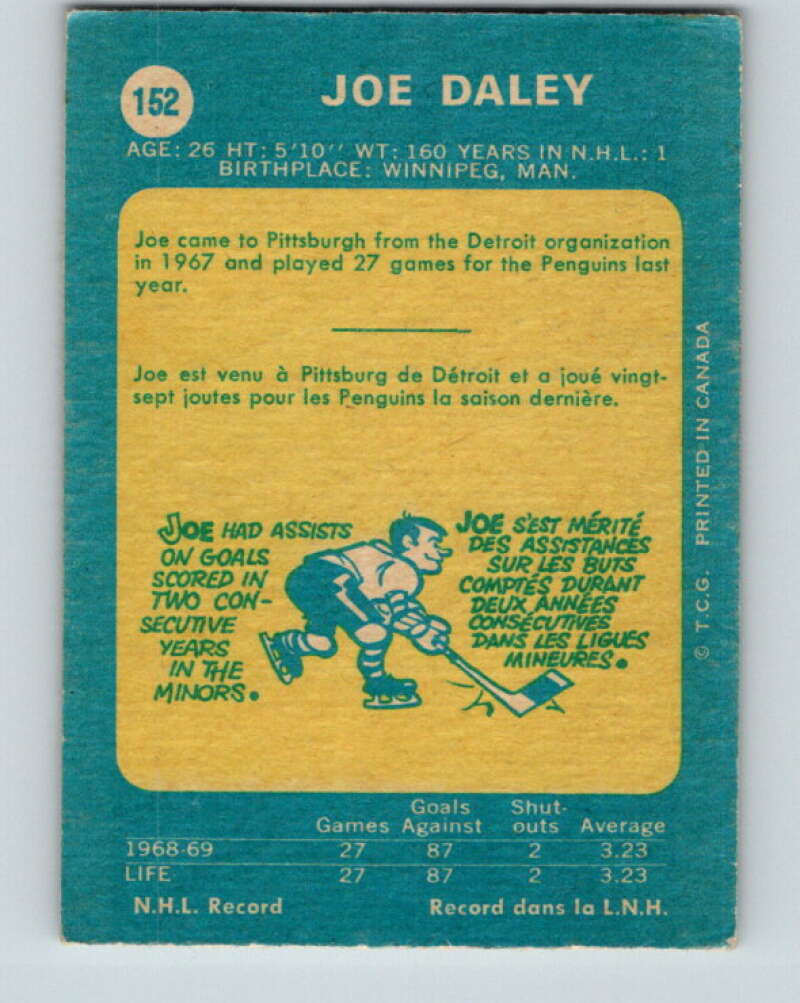 152
JOE DALEY
AGE: 26 HT: 5'10'' WT: 160 YEARS IN N.H.L.: 1
BIRTHPLACE: WINNIPEG, MAN.
Joe came to Pittsburgh from the Detroit organization
in 1967 and played 27 games for the Penguins last
year.
Joe est venu à Pittsburg de Détroit et a joué vingt-
sept joutes pour les Penguins la saison dernière.
JOE HAD ASSISTS
ON GOALS
SCORED IN
TWO CON-
SECUTIVE
YEARS
IN THE
MINORS.
JOE S'EST MÉRITÉ
DES ASSISTANCES
SUR LES BUTS
COMPTÉS DURANT
DEUX ANNÉES
CONSÉCUTIVES
DANS LES LIGUES
MINEURES.
© T.C.G. PRINTED IN CANADA
Goals Shut-
Games Against outs Average
1968-69 27 87 2 3.23
LIFE 27 87 2 3.23
N.H.L. Record Record dans la L.N.H.